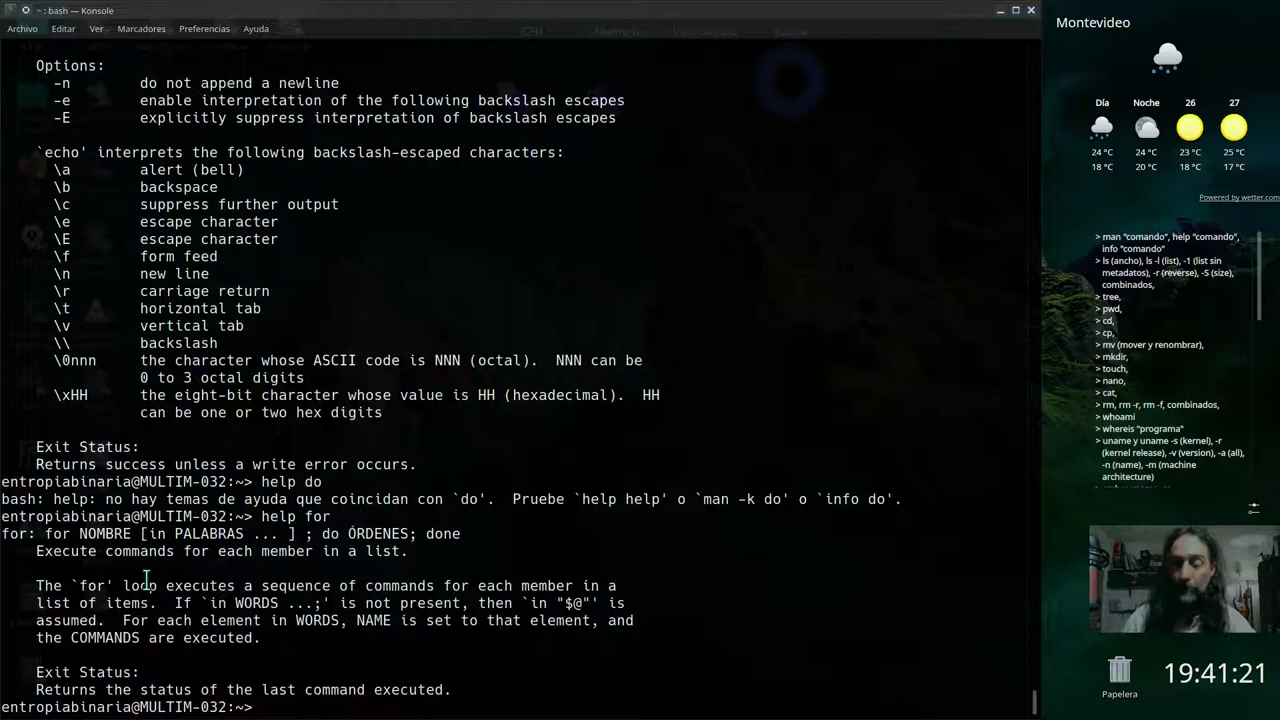 ~ : bash — Konsole
Archivo Editar Ver Marcadores Preferencias Ayuda
Options:
-n do not append a newline
-e enable interpretation of the following backslash escapes
-E explicitly suppress interpretation of backslash escapes
`echo' interprets the following backslash-escaped characters:
\a alert (bell)
\b backspace
\c suppress further output
\e escape character
\E escape character
\f form feed
\n new line
\r carriage return
\t horizontal tab
\v vertical tab
\\ backslash
\0nnn the character whose ASCII code is NNN (octal).  NNN can be
0 to 3 octal digits
\xHH the eight-bit character whose value is HH (hexadecimal).  HH
can be one or two hex digits
Exit Status:
Returns success unless a write error occurs.
entropiabinaria@MULTIM-032:~> help do
bash: help: no hay temas de ayuda que coincidan con `do'.  Pruebe `help help' o `man -k do' o `info do'.
entropiabinaria@MULTIM-032:~> help for
for: for NOMBRE [in PALABRAS ... ] ; do ÓRDENES; done
Execute commands for each member in a list.
The `for' loop executes a sequence of commands for each member in a
list of items.  If `in WORDS ...;' is not present, then `in "$@"' is
assumed.  For each element in WORDS, NAME is set to that element, and
the COMMANDS are executed.
Exit Status:
Returns the status of the last command executed.
entropiabinaria@MULTIM-032:~>
Montevideo
Día Noche 26 27
24 °C 24 °C 23 °C 25 °C
18 °C 20 °C 18 °C 17 °C
Powered by wetter.com
> man "comando", help "comando",
info "comando"
> ls (ancho), ls -l (list), -1 (list sin
metadatos), -r (reverse), -S (size),
combinados,
> tree,
> pwd,
> cd,
> cp,
> mv (mover y renombrar),
> mkdir,
> touch,
> nano,
> cat,
> rm, rm -r, rm -f, combinados,
> whoami
> whereis "programa"
> uname y uname -s (kernel), -r
(kernel release), -v (version), -a (all),
-n (name), -m (machine
architecture)
Papelera
19:41:21